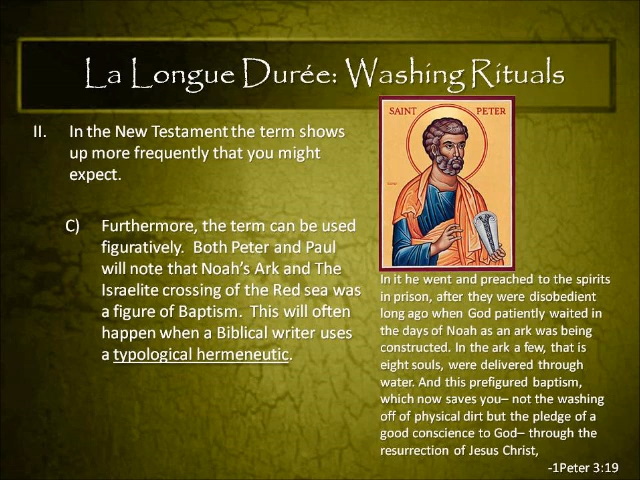 La Longue Durée: Washing Rituals
II. In the New Testament the term shows
up more frequently that you might
expect.
C) Furthermore, the term can be used
figuratively. Both Peter and Paul
will note that Noah's Ark and The
Israelite crossing of the Red sea was
a figure of Baptism. This will often
happen when a Biblical writer uses
a typological hermeneutic.
SAINT PETER
In it he went and preached to the spirits
in prison, after they were disobedient
long ago when God patiently waited in
the days of Noah as an ark was being
constructed. In the ark a few, that is
eight souls, were delivered through
water. And this prefigured baptism,
which now saves you– not the washing
off of physical dirt but the pledge of a
good conscience to God– through the
resurrection of Jesus Christ,
-1Peter 3:19